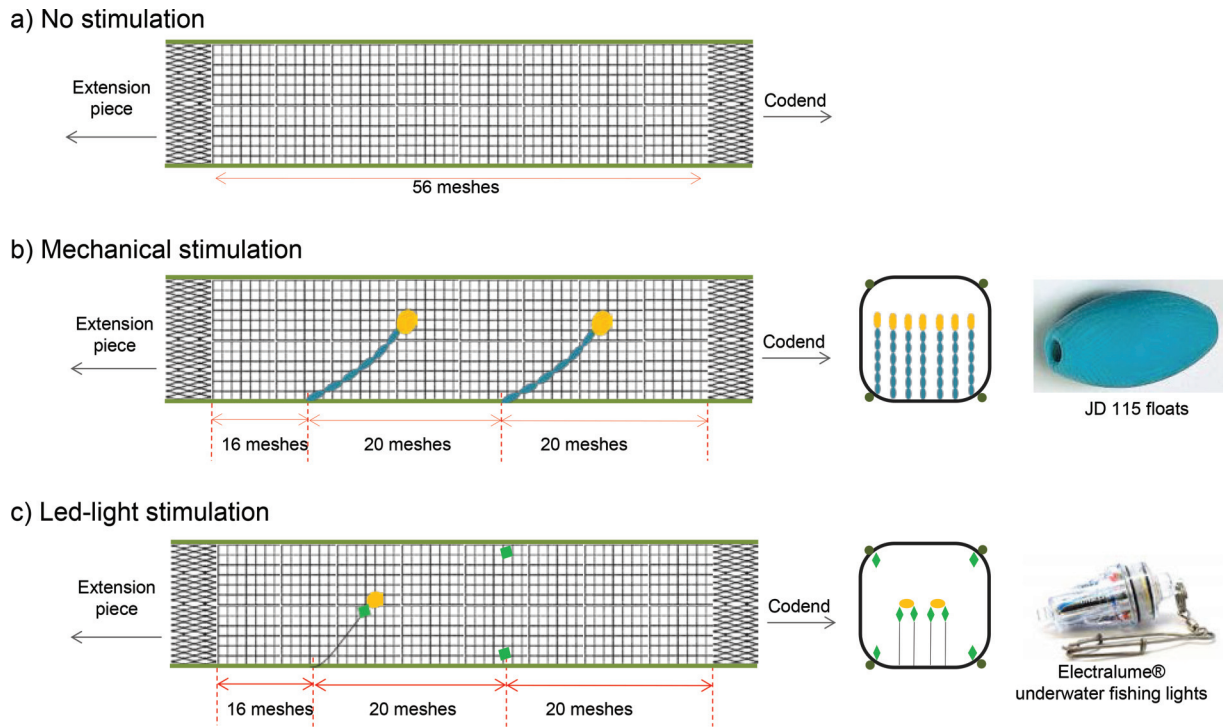 a) No stimulation
Extension
piece
Codend
56 meshes
b) Mechanical stimulation
Extension
piece
Codend
JD 115 floats
16 meshes
20 meshes
20 meshes
c) Led-light stimulation
Extension
piece
Codend
Electralume®
underwater fishing lights
16 meshes
20 meshes
20 meshes